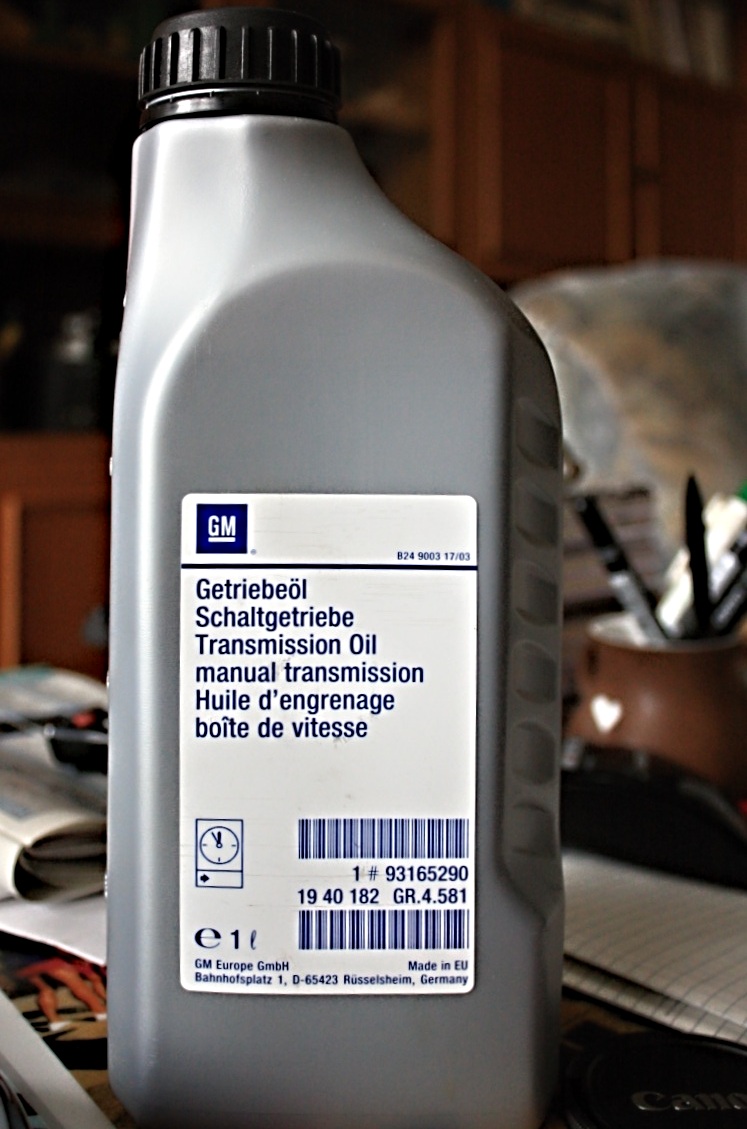 GM
B24 9003 17/03
Getriebeöl
Schaltgetriebe
Transmission Oil
manual transmission
Huile d'engrenage
boîte de vitesse
1 # 93165290
19 40 182 GR.4.581
e 1 ℓ
GM Europe GmbH Made in EU
Bahnhofsplatz 1, D-65423 Rüsselsheim, Germany